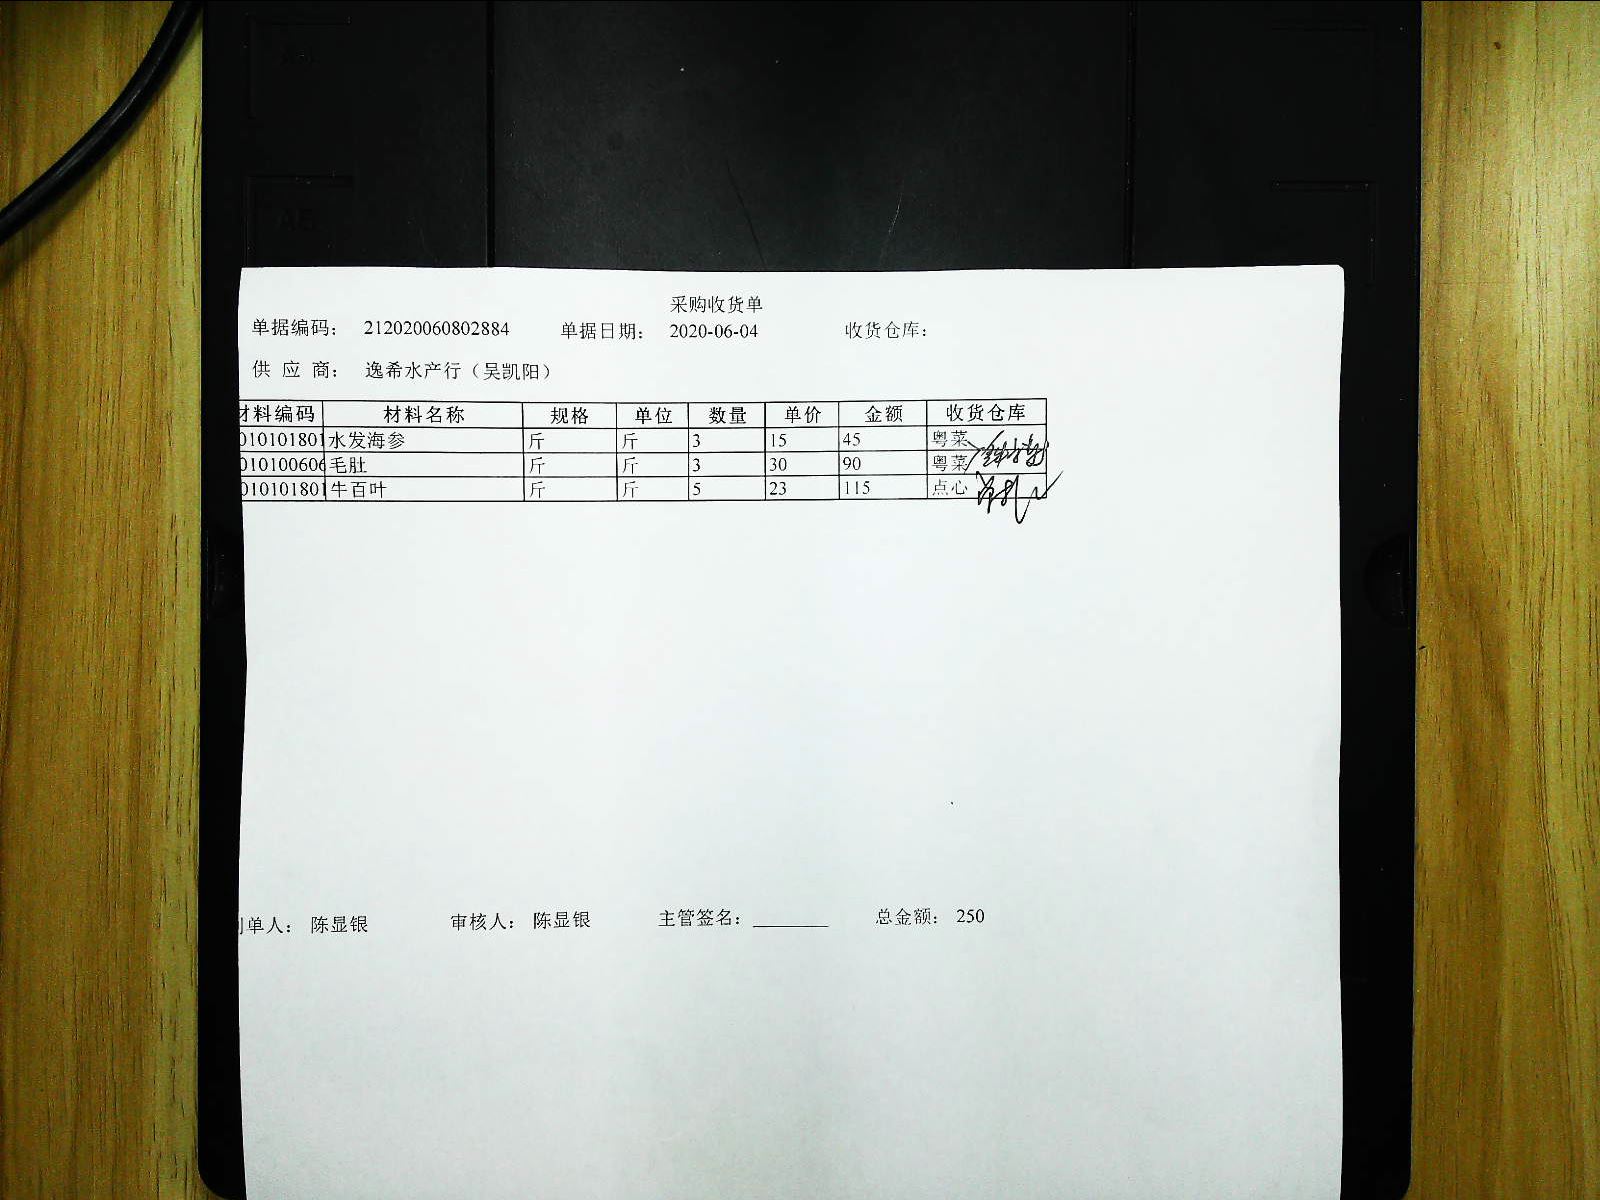 采购收货单
单据编码： 212020060802884 单据日期： 2020-06-04 收货仓库：
供 应 商： 逸希水产行（吴凯阳）
材料编码 材料名称 规格 单位 数量 单价 金额 收货仓库
010101801 水发海参 斤 斤 3 15 45 粤菜
010100606 毛肚 斤 斤 3 30 90 粤菜
010101801 牛百叶 斤 斤 5 23 115 点心
制单人： 陈显银 审核人： 陈显银 主管签名： 总金额： 250